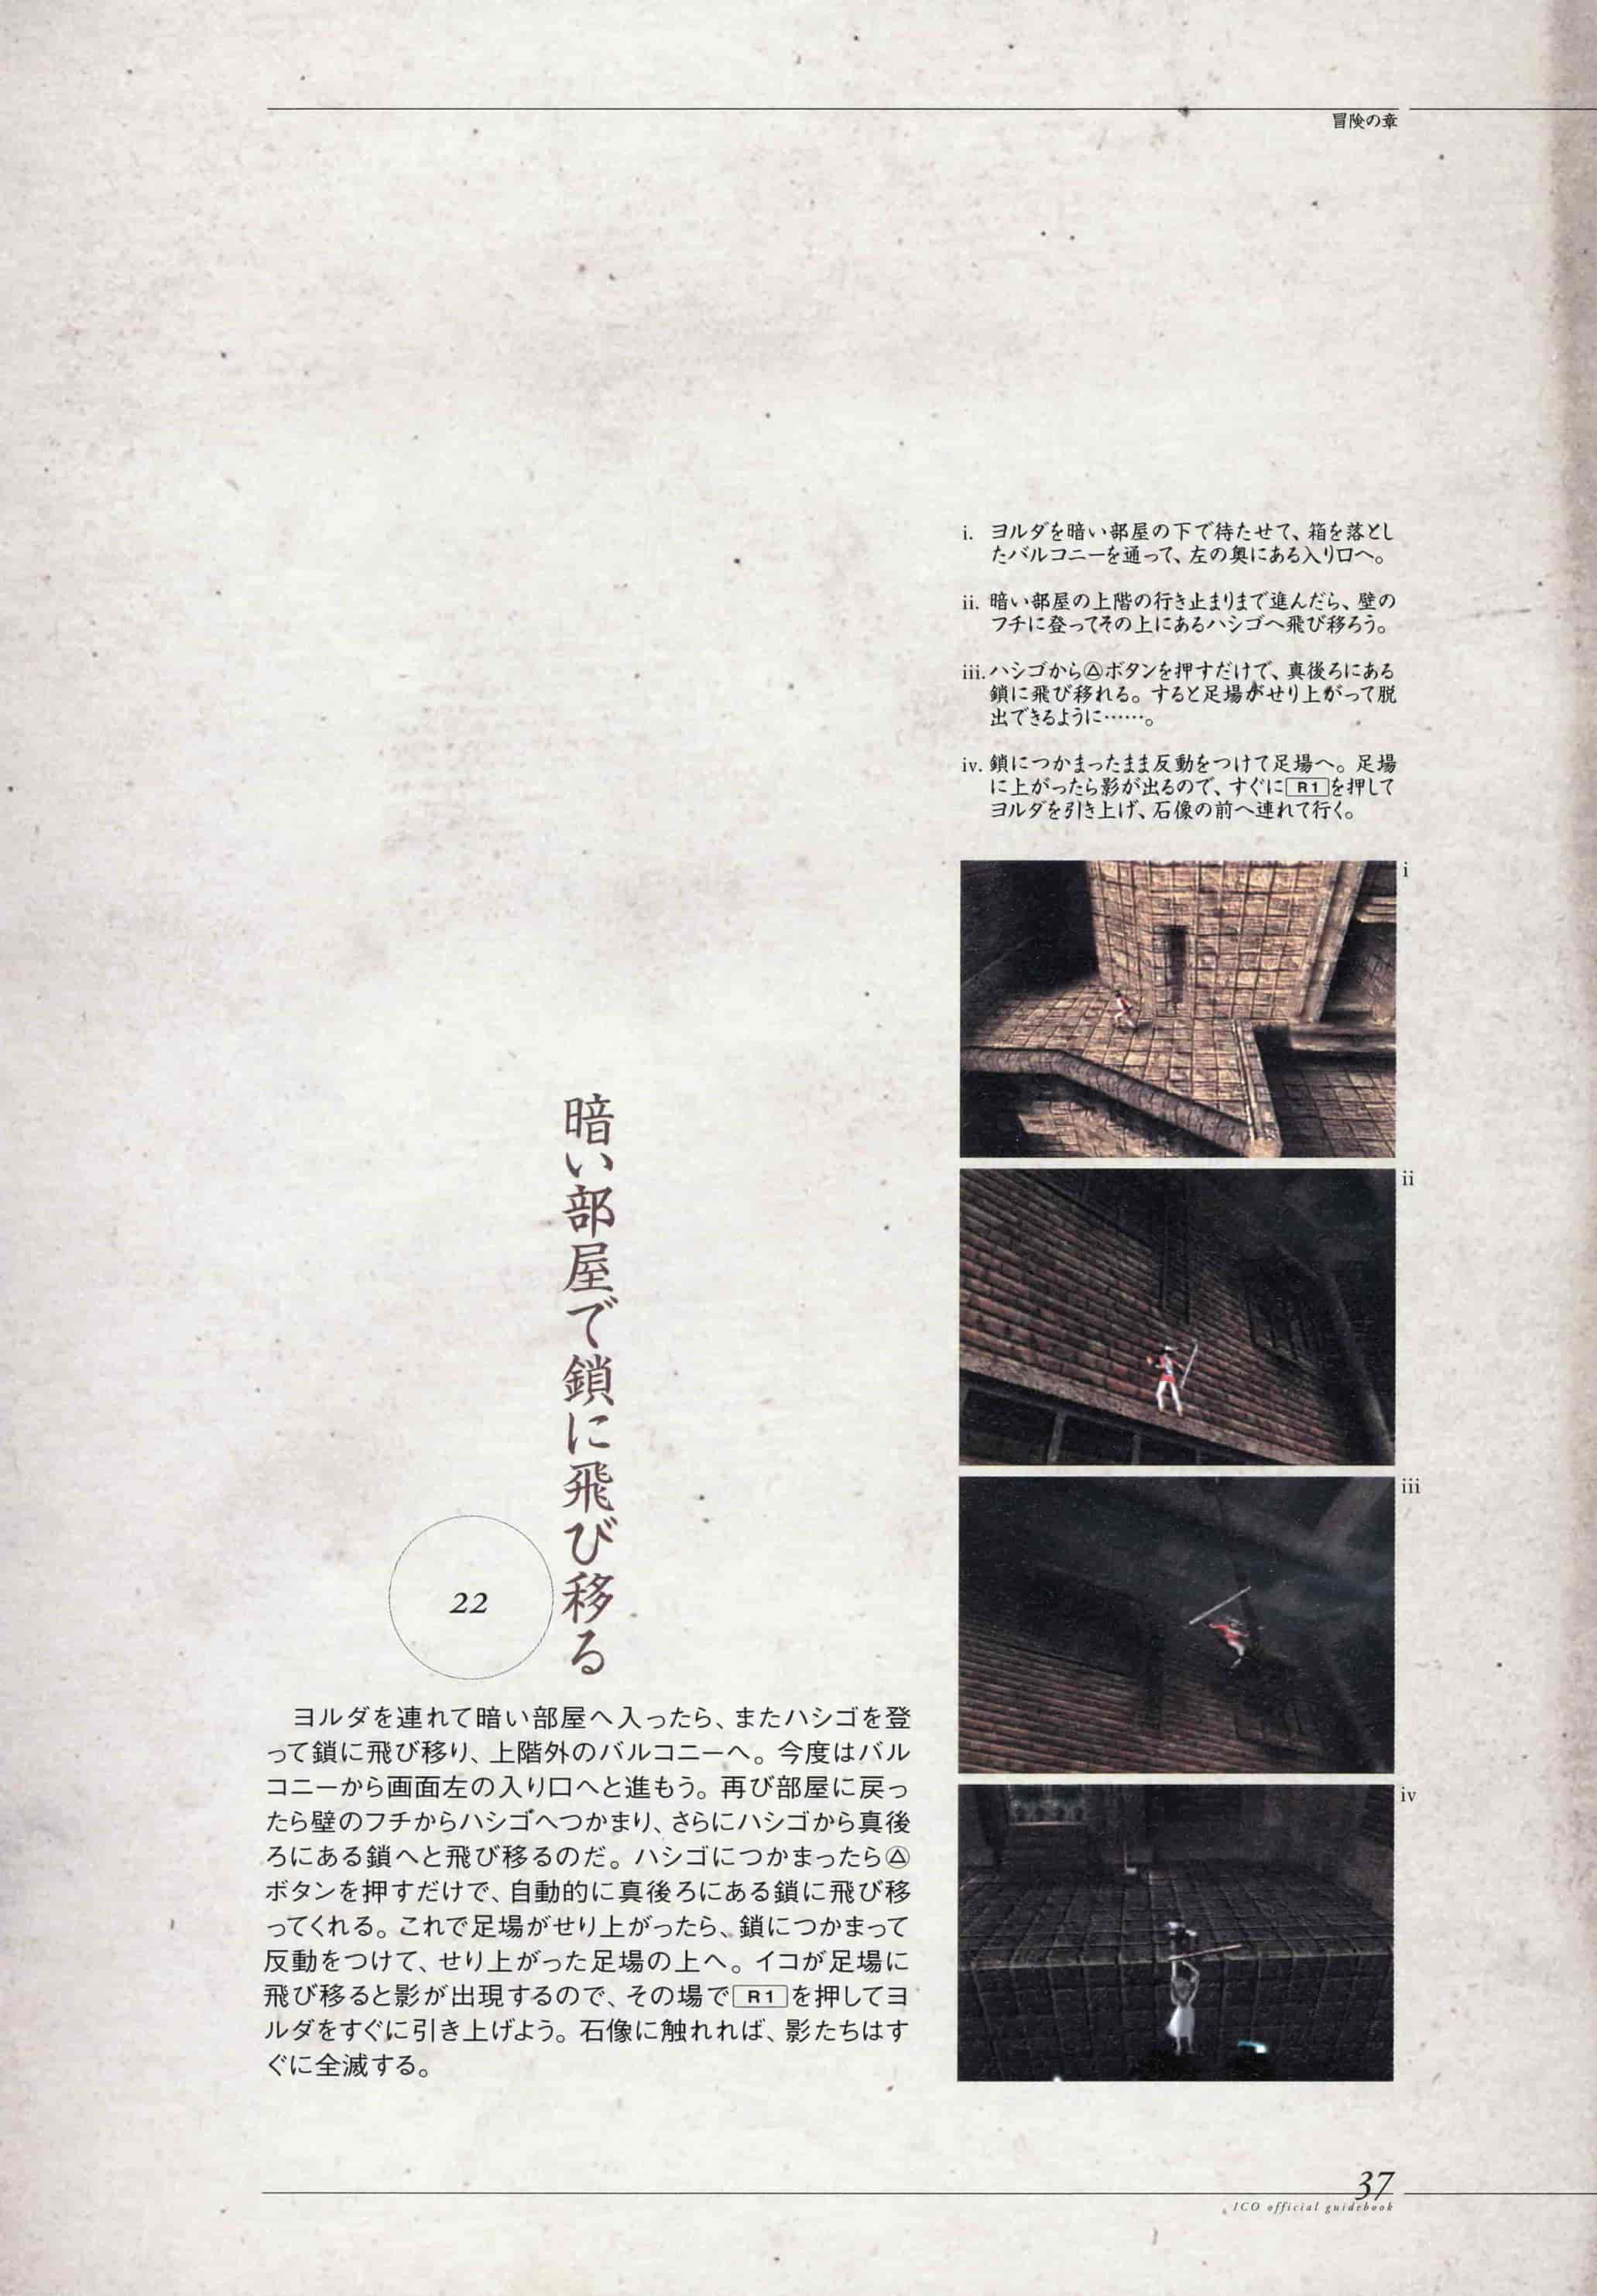 冒険の章
i. ヨルダを暗い部屋の下で待たせて、箱を落とし
たバルコニーを通って、左の奥にある入り口へ。
ii. 暗い部屋の上階の行き止まりまで進んだら、壁の
フチに登ってその上にあるハシゴへ飛び移ろう。
iii. ハシゴから△ボタンを押すだけで、真後ろにある
鎖に飛び移れる。すると足場がせり上がって脱
出できるように……。
iv. 鎖につかまったまま反動をつけて足場へ。足場
に上がったら影が出るので、すぐにR1を押して
ヨルダを引き上げ、石像の前へ連れて行く。
i
ii
iii
iv
暗い部屋で鎖に飛び移る
22
ヨルダを連れて暗い部屋へ入ったら、またハシゴを登
って鎖に飛び移り、上階外のバルコニーへ。今度はバル
コニーから画面左の入り口へと進もう。再び部屋に戻っ
たら壁のフチからハシゴへつかまり、さらにハシゴから真後
ろにある鎖へと飛び移るのだ。ハシゴにつかまったら△
ボタンを押すだけで、自動的に真後ろにある鎖に飛び移
ってくれる。これで足場がせり上がったら、鎖につかまって
反動をつけて、せり上がった足場の上へ。イコが足場に
飛び移ると影が出現するので、その場でR1を押してヨ
ルダをすぐに引き上げよう。石像に触れれば、影たちはす
ぐに全滅する。
37
ICO official guidebook